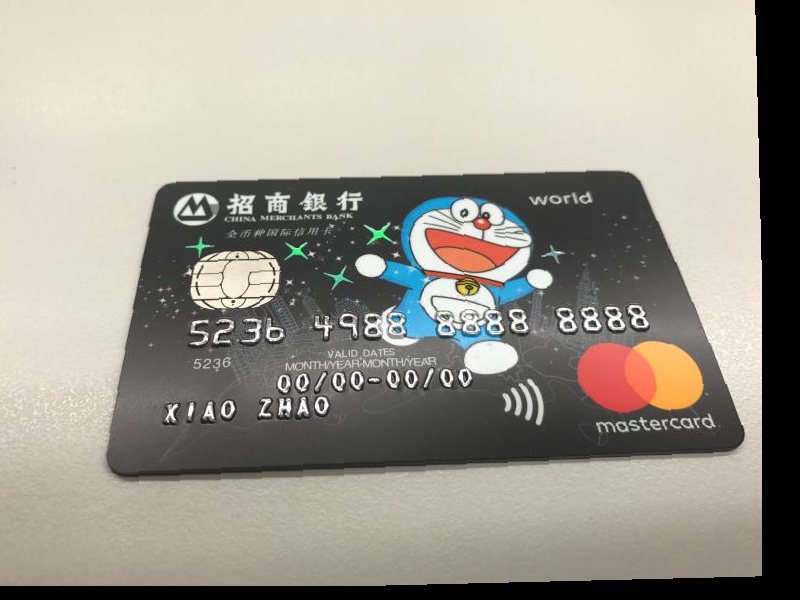 招商銀行
CHINA MERCHANTS BANK
全币种国际信用卡
world
5236 4988 8888 8888
5236
VALID DATES
MONTH/YEAR-MONTH/YEAR
00/00-00/00
XIAO ZHAO
mastercard